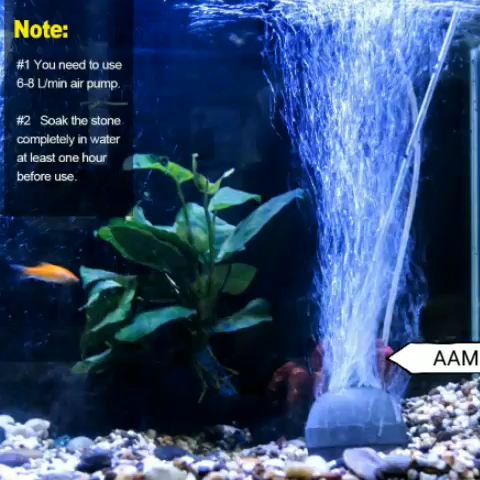 Note:
#1 You need to use
6-8 L/min air pump.
#2 Soak the stone
completely in water
at least one hour
before use.
AAM